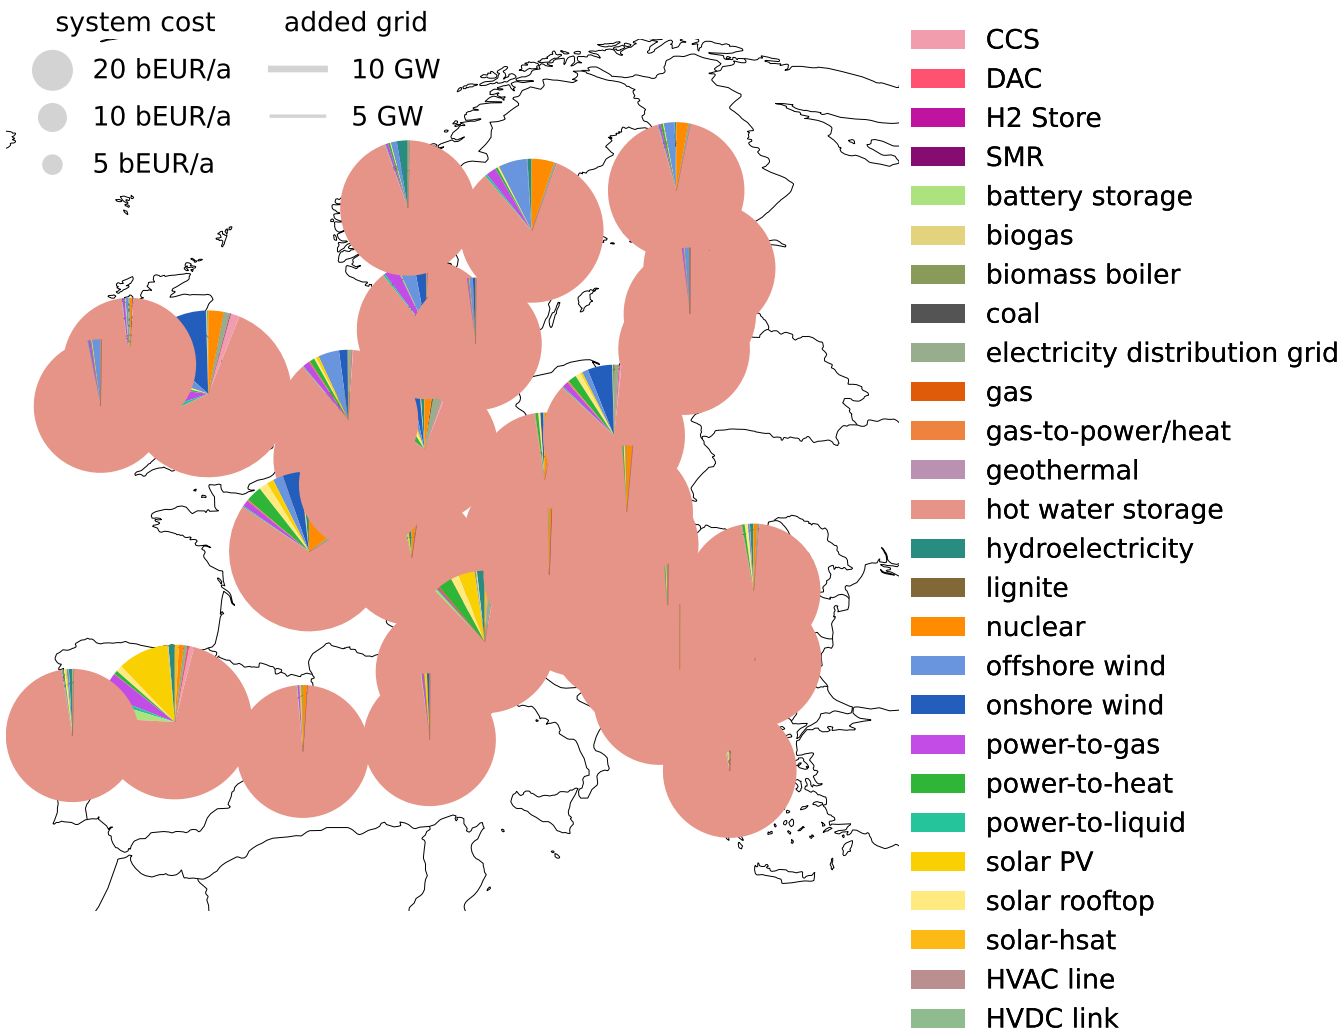 system cost
20 bEUR/a
10 bEUR/a
5 bEUR/a
added grid
10 GW
5 GW
CCS
DAC
H2 Store
SMR
battery storage
biogas
biomass boiler
coal
electricity distribution grid
gas
gas-to-power/heat
geothermal
hot water storage
hydroelectricity
lignite
nuclear
offshore wind
onshore wind
power-to-gas
power-to-heat
power-to-liquid
solar PV
solar rooftop
solar-hsat
HVAC line
HVDC link